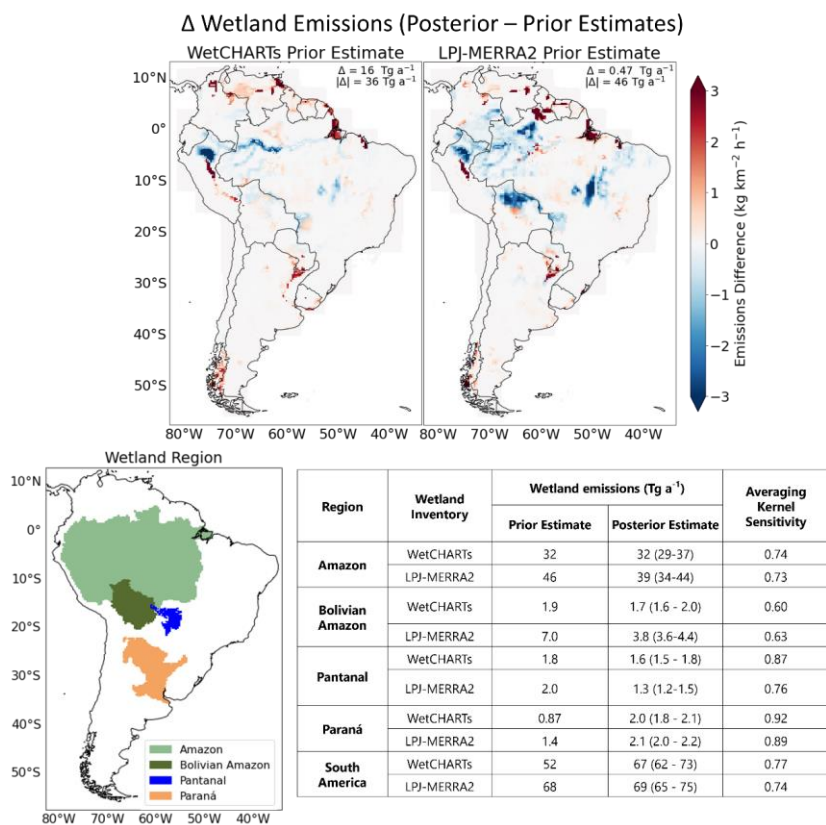 Δ Wetland Emissions (Posterior – Prior Estimates)
WetCHARTs Prior Estimate
LPJ-MERRA2 Prior Estimate
Δ = 16 Tg a⁻¹
|Δ| = 36 Tg a⁻¹
Δ = 0.47 Tg a⁻¹
|Δ| = 46 Tg a⁻¹
10°N
0°
10°S
20°S
30°S
40°S
50°S
80°W 70°W 60°W 50°W 40°W
80°W 70°W 60°W 50°W 40°W
3
2
1
0
−1
−2
−3
Emissions Difference (kg km⁻² h⁻¹)
Wetland Region
10°N
0°
10°S
20°S
30°S
40°S
50°S
Amazon
Bolivian Amazon
Pantanal
Paraná
80°W 70°W 60°W 50°W 40°W
Region Wetland Inventory Wetland emissions (Tg a⁻¹) Averaging Kernel Sensitivity
Prior Estimate Posterior Estimate
Amazon WetCHARTs 32 32 (29-37) 0.74
LPJ-MERRA2 46 39 (34-44) 0.73
Bolivian Amazon WetCHARTs 1.9 1.7 (1.6 - 2.0) 0.60
LPJ-MERRA2 7.0 3.8 (3.6-4.4) 0.63
Pantanal WetCHARTs 1.8 1.6 (1.5 - 1.8) 0.87
LPJ-MERRA2 2.0 1.3 (1.2-1.5) 0.76
Paraná WetCHARTs 0.87 2.0 (1.8 - 2.1) 0.92
LPJ-MERRA2 1.4 2.1 (2.0 - 2.2) 0.89
South America WetCHARTs 52 67 (62 - 73) 0.77
LPJ-MERRA2 68 69 (65 - 75) 0.74